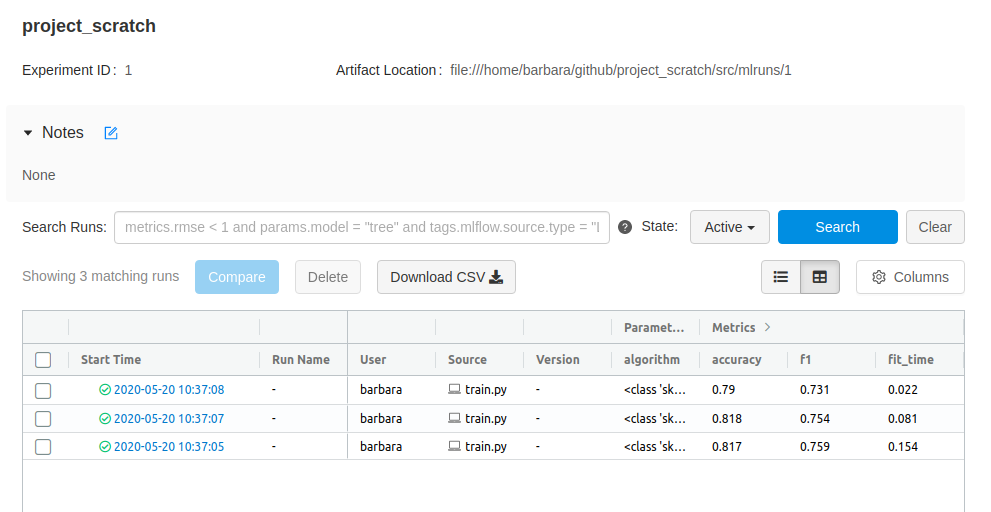 project_scratch
Experiment ID: 1 Artifact Location: file:///home/barbara/github/project_scratch/src/mlruns/1
Notes
None
Search Runs: metrics.rmse < 1 and params.model = "tree" and tags.mlflow.source.type = "L ? State: Active Search Clear
Showing 3 matching runs Compare Delete Download CSV Columns
Paramet... Metrics >
Start Time Run Name User Source Version algorithm accuracy f1 fit_time
2020-05-20 10:37:08 - barbara train.py - <class 'sk... 0.79 0.731 0.022
2020-05-20 10:37:07 - barbara train.py - <class 'sk... 0.818 0.754 0.081
2020-05-20 10:37:05 - barbara train.py - <class 'sk... 0.817 0.759 0.154